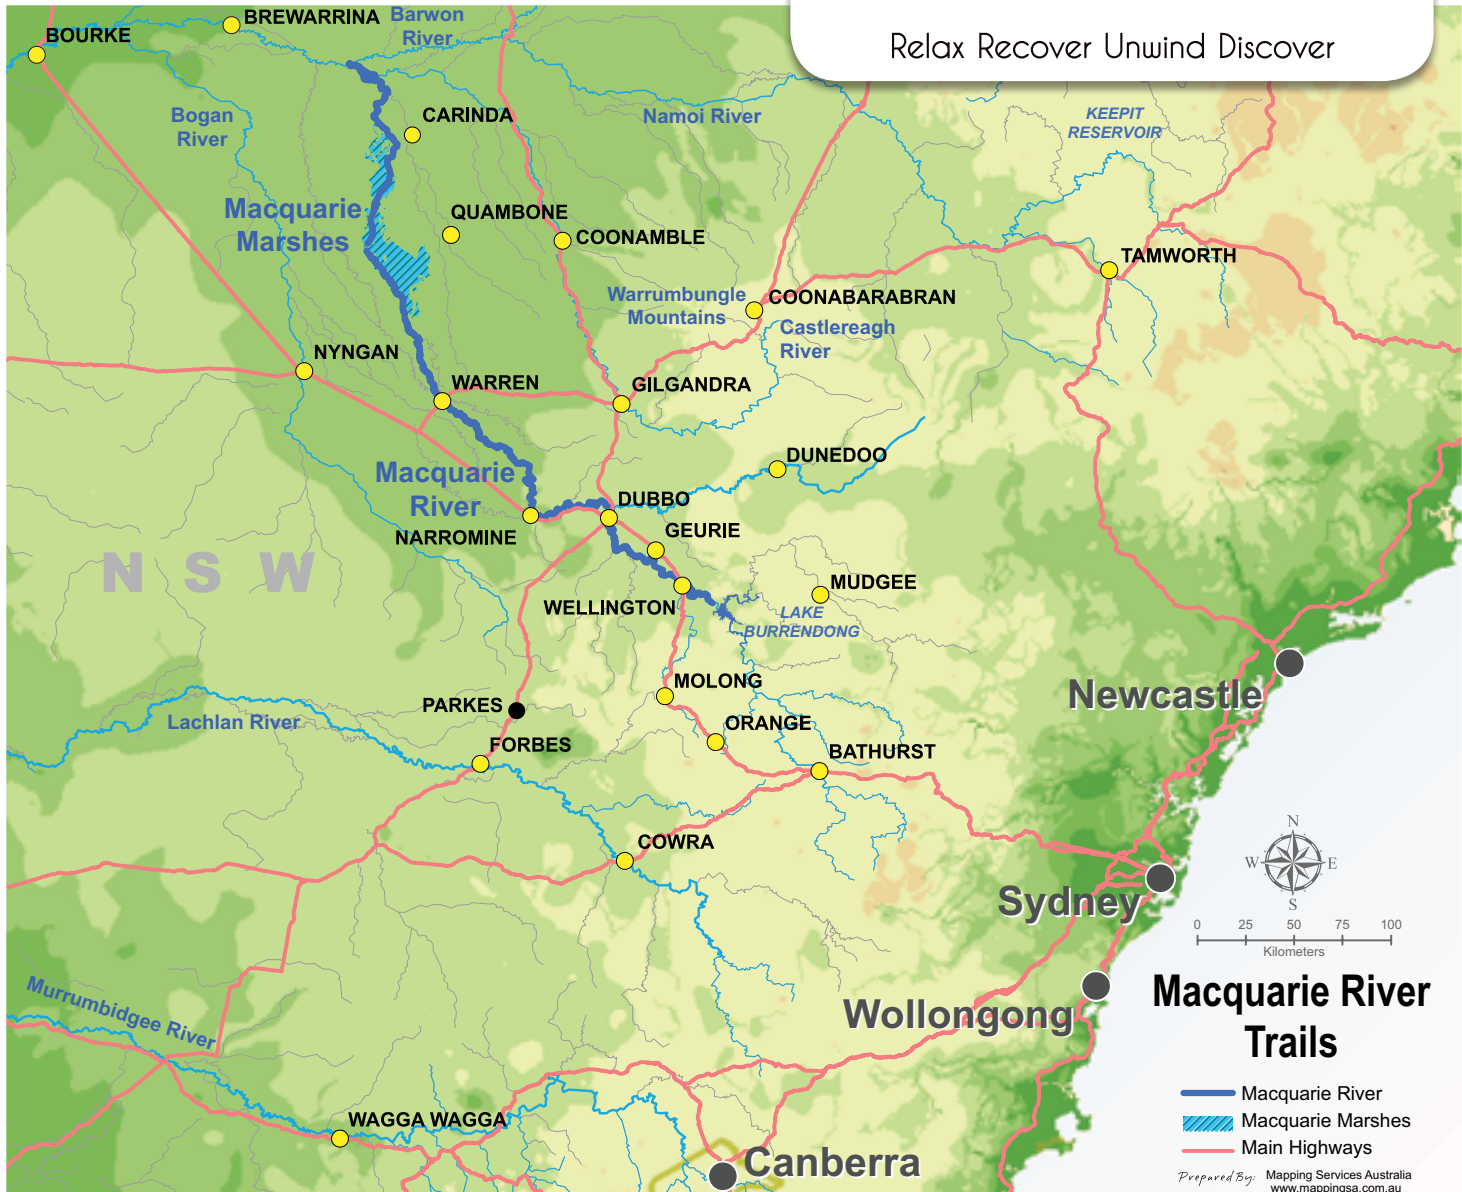 Relax Recover Unwind Discover
BREWARRINA
Barwon
River
BOURKE
Bogan
River
CARINDA
Namoi River
KEEPIT
RESERVOIR
Macquarie
Marshes
QUAMBONE
COONAMBLE
TAMWORTH
Warrumbungle
Mountains
COONABARABRAN
Castlereagh
River
NYNGAN
WARREN
GILGANDRA
Macquarie
River
DUNEDOO
DUBBO
NARROMINE
GEURIE
NSW
WELLINGTON
MUDGEE
LAKE
BURRENDONG
MOLONG
Newcastle
PARKES
Lachlan River
ORANGE
FORBES
BATHURST
COWRA
N
W
E
S
Sydney
0 25 50 75 100
Kilometers
Murrumbidgee River
Wollongong
Macquarie River
Trails
Macquarie River
Macquarie Marshes
Main Highways
WAGGA WAGGA
Canberra
Prepared By: Mapping Services Australia
www.mappingsa.com.au